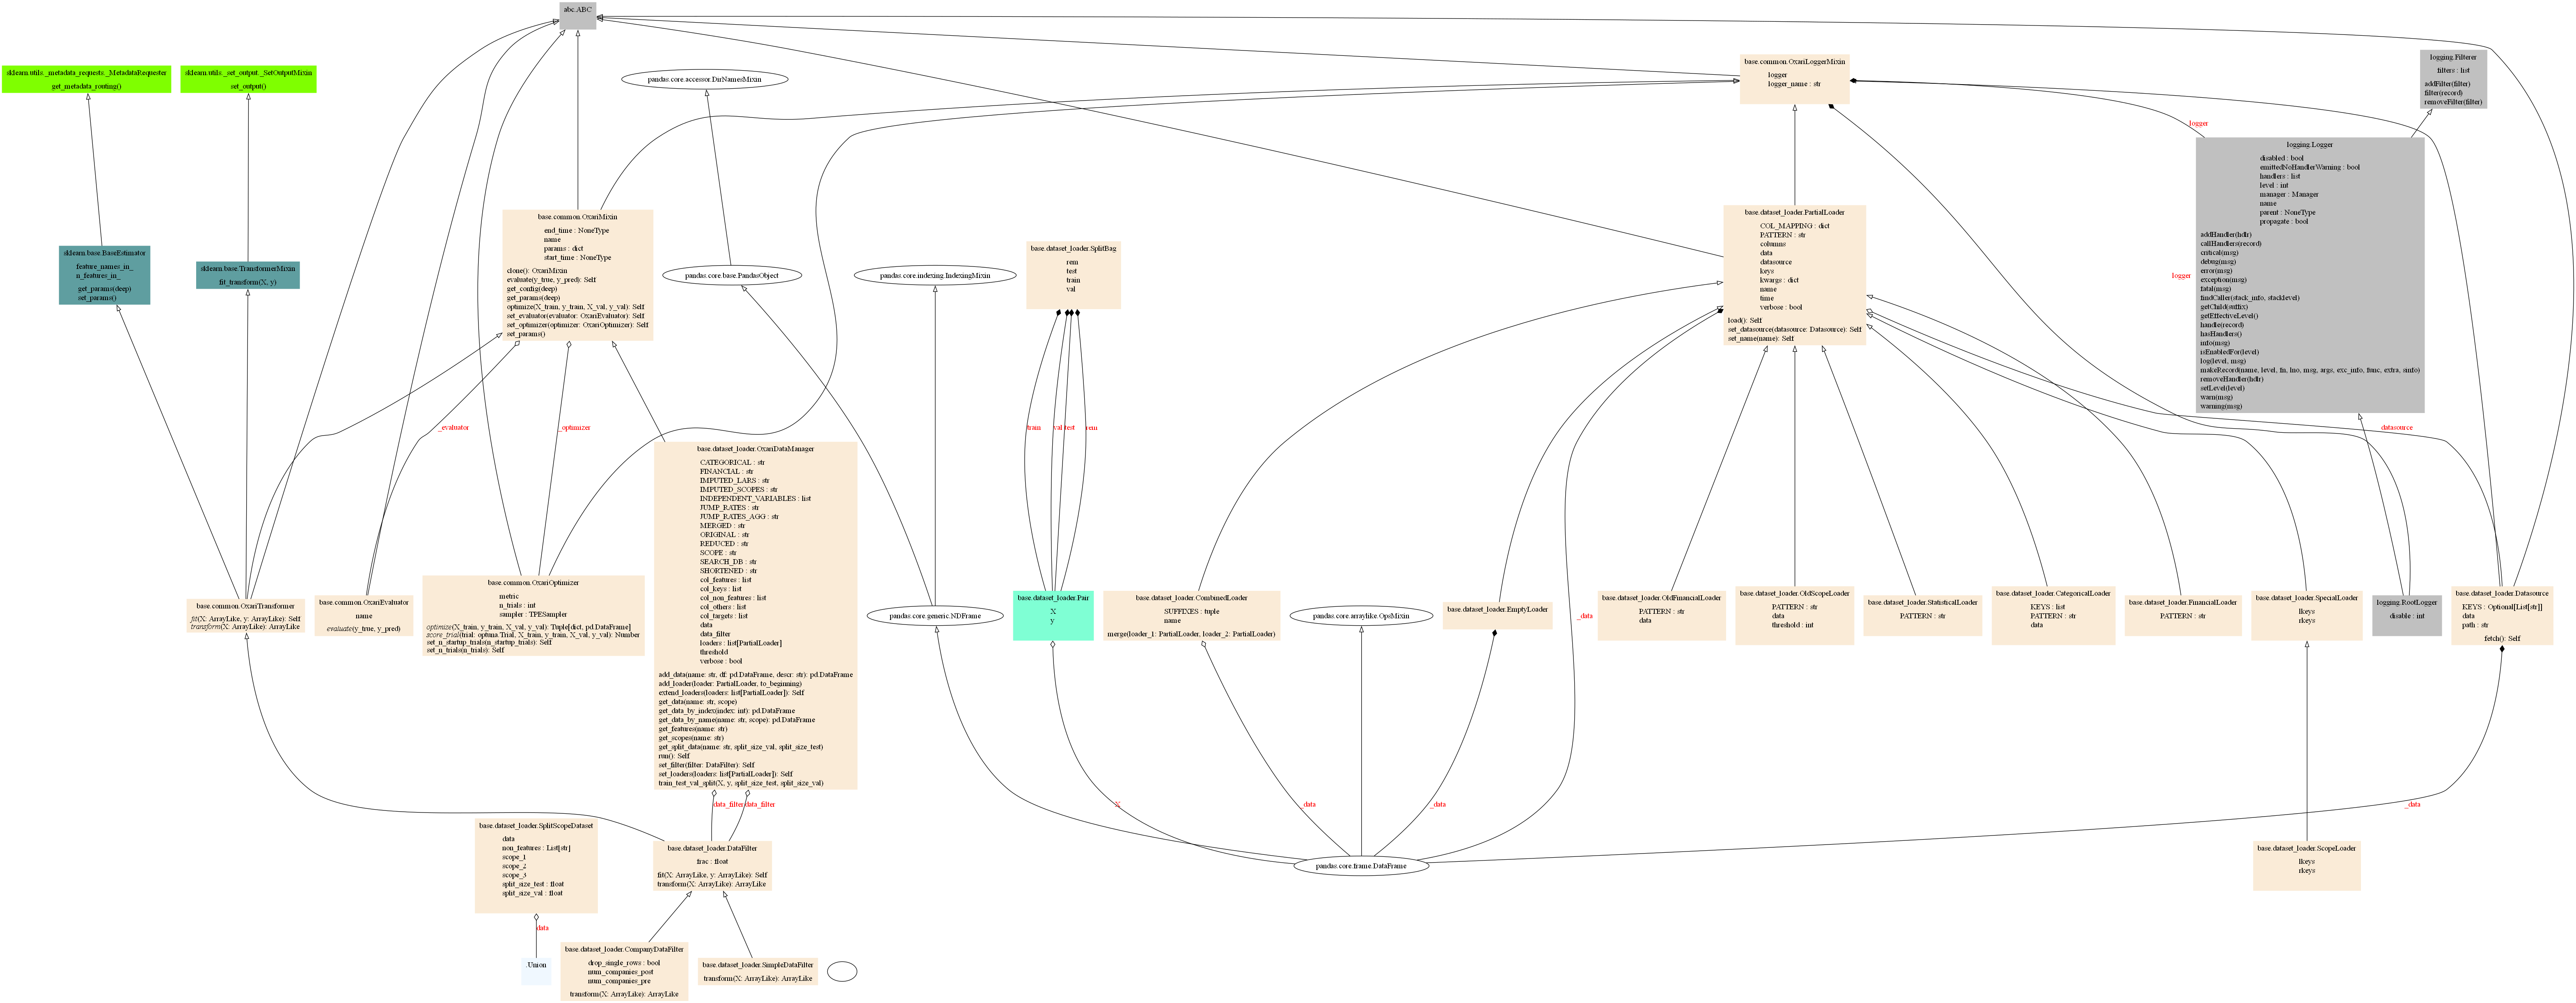 abc.ABC
sklearn.utils._metadata_requests._MetadataRequester
get_metadata_routing()
sklearn.utils._set_output._SetOutputMixin
set_output()
pandas.core.accessor.DirNamesMixin
base.common.OxariLoggerMixin
logger
logger_name : str
logging.Filterer
filters : list
addFilter(filter)
filter(record)
removeFilter(filter)
logger
logging.Logger
disabled : bool
emittedNoHandlerWarning : bool
handlers : list
level : int
manager : Manager
name
parent : NoneType
propagate : bool
addHandler(hdlr)
callHandlers(record)
critical(msg)
debug(msg)
error(msg)
exception(msg)
fatal(msg)
findCaller(stack_info, stacklevel)
getChild(suffix)
getEffectiveLevel()
handle(record)
hasHandlers()
info(msg)
isEnabledFor(level)
log(level, msg)
makeRecord(name, level, fn, lno, msg, args, exc_info, func, extra, sinfo)
removeHandler(hdlr)
setLevel(level)
warn(msg)
warning(msg)
logger
sklearn.base.BaseEstimator
feature_names_in_
n_features_in_
get_params(deep)
set_params()
sklearn.base.TransformerMixin
fit_transform(X, y)
base.common.OxariMixin
end_time : NoneType
name
params : dict
start_time : NoneType
clone(): OxariMixin
evaluate(y_true, y_pred): Self
get_config(deep)
get_params(deep)
optimize(X_train, y_train, X_val, y_val): Self
set_evaluator(evaluator: OxariEvaluator): Self
set_optimizer(optimizer: OxariOptimizer): Self
set_params()
pandas.core.base.PandasObject
pandas.core.indexing.IndexingMixin
base.dataset_loader.SplitBag
rem
test
train
val
base.dataset_loader.PartialLoader
COL_MAPPING : dict
PATTERN : str
columns
data
datasource
keys
kwargs : dict
name
time
verbose : bool
load(): Self
set_datasource(datasource: Datasource): Self
set_name(name): Self
_evaluator
_optimizer
train
val
test
rem
_data
datasource
base.dataset_loader.OxariDataManager
CATEGORICAL : str
FINANCIAL : str
IMPUTED_LARS : str
IMPUTED_SCOPES : str
INDEPENDENT_VARIABLES : list
JUMP_RATES : str
JUMP_RATES_AGG : str
MERGED : str
ORIGINAL : str
REDUCED : str
SCOPE : str
SEARCH_DB : str
SHORTENED : str
col_features : list
col_keys : list
col_non_features : list
col_others : list
col_targets : list
data
data_filter
loaders : list[PartialLoader]
threshold
verbose : bool
add_data(name: str, df: pd.DataFrame, descr: str): pd.DataFrame
add_loader(loader: PartialLoader, to_beginning)
extend_loaders(loaders: list[PartialLoader]): Self
get_data(name: str, scope)
get_data_by_index(index: int): pd.DataFrame
get_data_by_name(name: str, scope): pd.DataFrame
get_features(name: str)
get_scopes(name: str)
get_split_data(name: str, split_size_val, split_size_test)
run(): Self
set_filter(filter: DataFilter): Self
set_loaders(loaders: list[PartialLoader]): Self
train_test_val_split(X, y, split_size_test, split_size_val)
base.common.OxariTransformer
fit(X: ArrayLike, y: ArrayLike): Self
transform(X: ArrayLike): ArrayLike
base.common.OxariEvaluator
name
evaluate(y_true, y_pred)
base.common.OxariOptimizer
metric
n_trials : int
sampler : TPESampler
optimize(X_train, y_train, X_val, y_val): Tuple[dict, pd.DataFrame]
score_trial(trial: optuna.Trial, X_train, y_train, X_val, y_val): Number
set_n_startup_trials(n_startup_trials): Self
set_n_trials(n_trials): Self
pandas.core.generic.NDFrame
base.dataset_loader.Pair
X
y
base.dataset_loader.CombinedLoader
SUFFIXES : tuple
name
merge(loader_1: PartialLoader, loader_2: PartialLoader)
pandas.core.arraylike.OpsMixin
base.dataset_loader.EmptyLoader
base.dataset_loader.OldFinancialLoader
PATTERN : str
data
base.dataset_loader.OldScopeLoader
PATTERN : str
data
threshold : int
base.dataset_loader.StatisticalLoader
PATTERN : str
base.dataset_loader.CategoricalLoader
KEYS : list
PATTERN : str
data
base.dataset_loader.FinancialLoader
PATTERN : str
base.dataset_loader.SpecialLoader
lkeys
rkeys
logging.RootLogger
disable : int
base.dataset_loader.Datasource
KEYS : Optional[List[str]]
data
path : str
fetch(): Self
data_filter
data_filter
X
_data
_data
_data
base.dataset_loader.SplitScopeDataset
data
non_features : List[str]
scope_1
scope_2
scope_3
split_size_test : float
split_size_val : float
base.dataset_loader.DataFilter
frac : float
fit(X: ArrayLike, y: ArrayLike): Self
transform(X: ArrayLike): ArrayLike
pandas.core.frame.DataFrame
base.dataset_loader.ScopeLoader
lkeys
rkeys
data
.Union
base.dataset_loader.CompanyDataFilter
drop_single_rows : bool
num_companies_post
num_companies_pre
transform(X: ArrayLike): ArrayLike
base.dataset_loader.SimpleDataFilter
transform(X: ArrayLike): ArrayLike